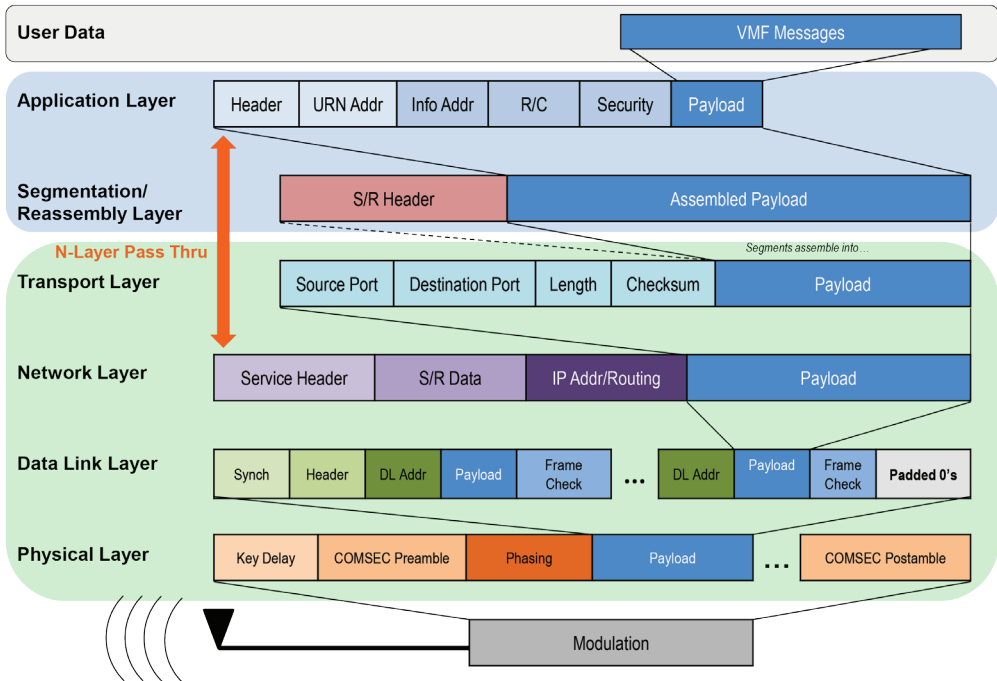 User Data
VMF Messages
Application Layer
Header
URN Addr
Info Addr
R/C
Security
Payload
Segmentation/
Reassembly Layer
S/R Header
Assembled Payload
N-Layer Pass Thru
Segments assemble into...
Transport Layer
Source Port
Destination Port
Length
Checksum
Payload
Network Layer
Service Header
S/R Data
IP Addr/Routing
Payload
Data Link Layer
Synch
Header
DL Addr
Payload
Frame
Check
...
DL Addr
Payload
Frame
Check
Padded 0's
Physical Layer
Key Delay
COMSEC Preamble
Phasing
Payload
...
COMSEC Postamble
Modulation